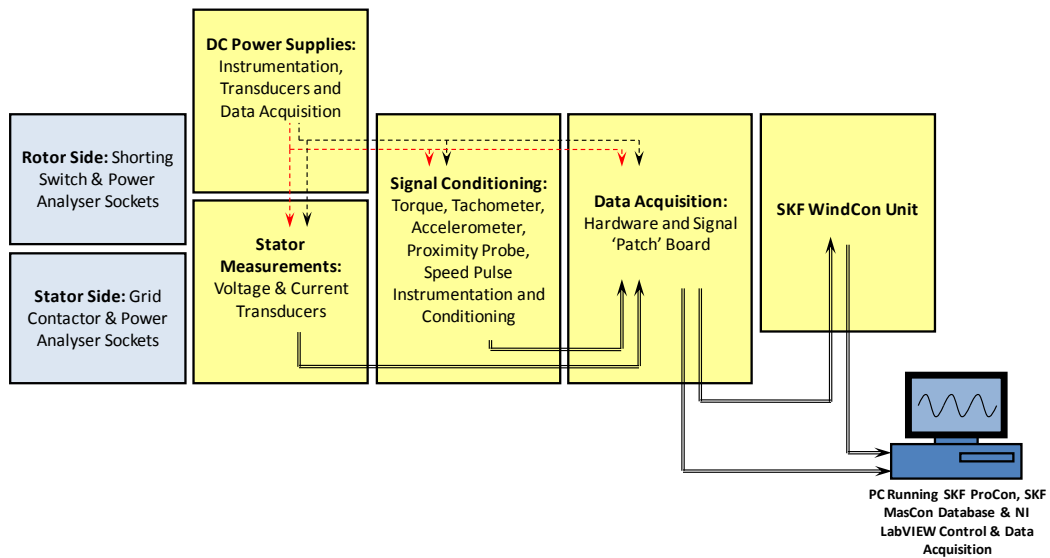 DC Power Supplies:
Instrumentation,
Transducers and
Data Acquisition
Rotor Side: Shorting
Switch & Power
Analyser Sockets
Stator Side: Grid
Contactor & Power
Analyser Sockets
Stator
Measurements:
Voltage & Current
Transducers
Signal Conditioning:
Torque, Tachometer,
Accelerometer,
Proximity Probe,
Speed Pulse
Instrumentation and
Conditioning
Data Acquisition:
Hardware and Signal
‘Patch’ Board
SKF WindCon Unit
PC Running SKF ProCon, SKF
MasCon Database & NI
LabVIEW Control & Data
Acquisition